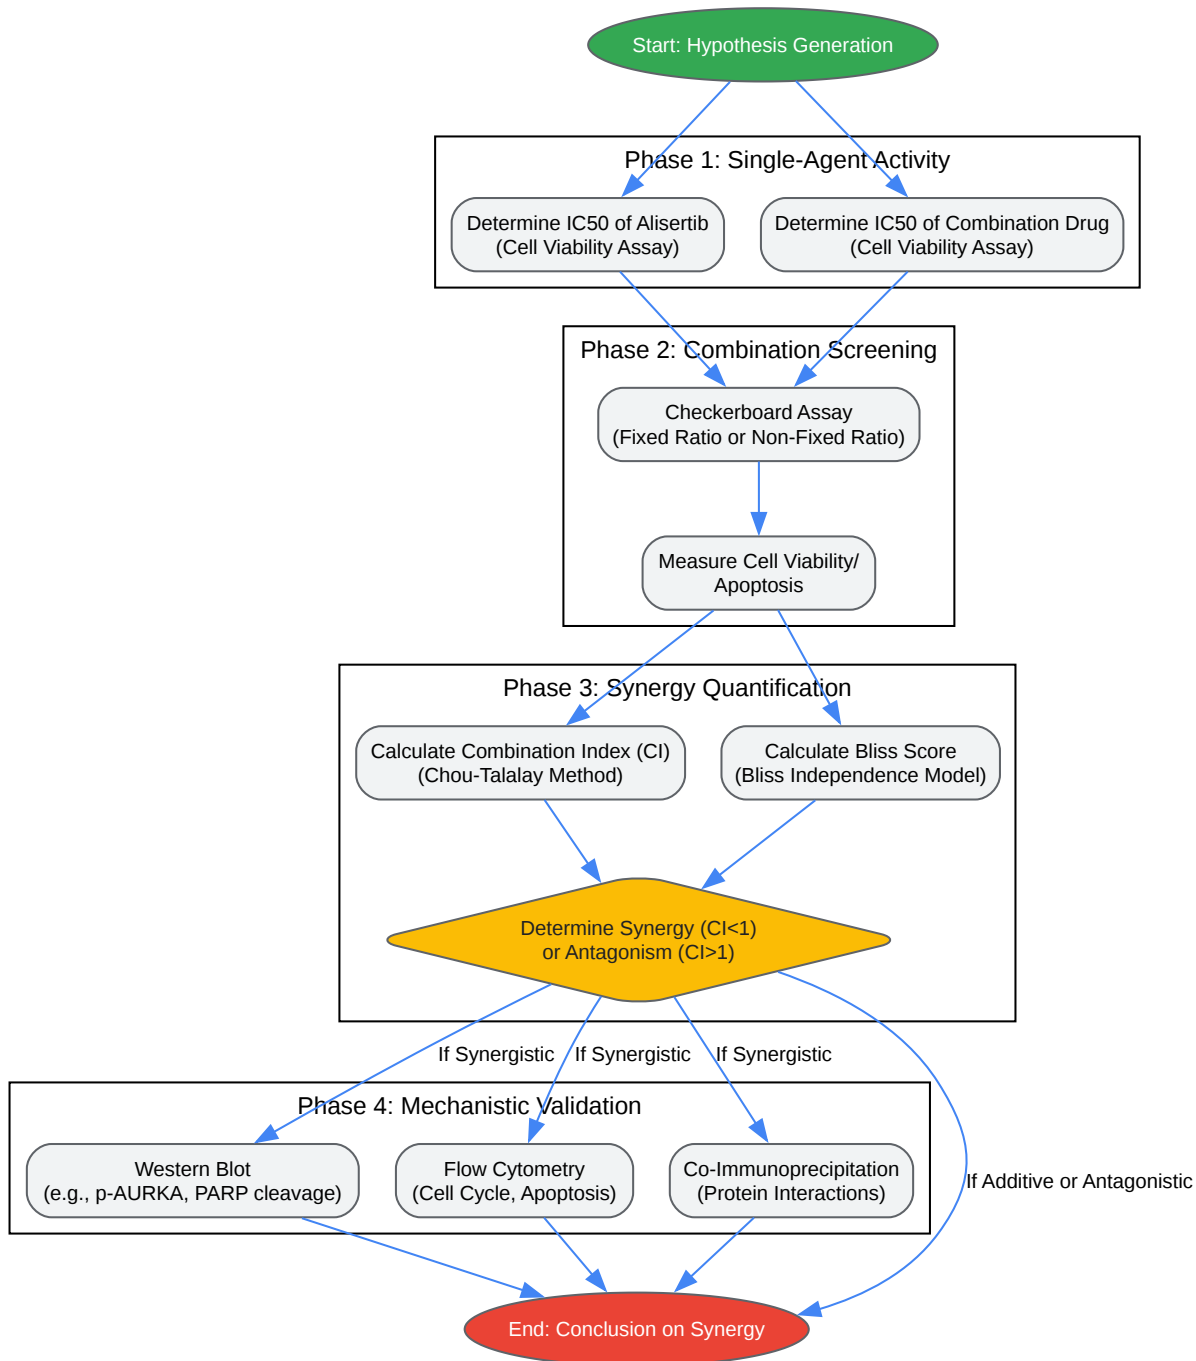 Start: Hypothesis Generation
Phase 1: Single-Agent Activity
Determine IC50 of Alisertib
(Cell Viability Assay)
Determine IC50 of Combination Drug
(Cell Viability Assay)
Phase 2: Combination Screening
Checkerboard Assay
(Fixed Ratio or Non-Fixed Ratio)
Measure Cell Viability/
Apoptosis
Phase 3: Synergy Quantification
Calculate Combination Index (CI)
(Chou-Talalay Method)
Calculate Bliss Score
(Bliss Independence Model)
Determine Synergy (CI<1)
or Antagonism (CI>1)
If Synergistic
If Synergistic
If Synergistic
Phase 4: Mechanistic Validation
Western Blot
(e.g., p-AURKA, PARP cleavage)
Flow Cytometry
(Cell Cycle, Apoptosis)
Co-Immunoprecipitation
(Protein Interactions)
If Additive or Antagonistic
End: Conclusion on Synergy